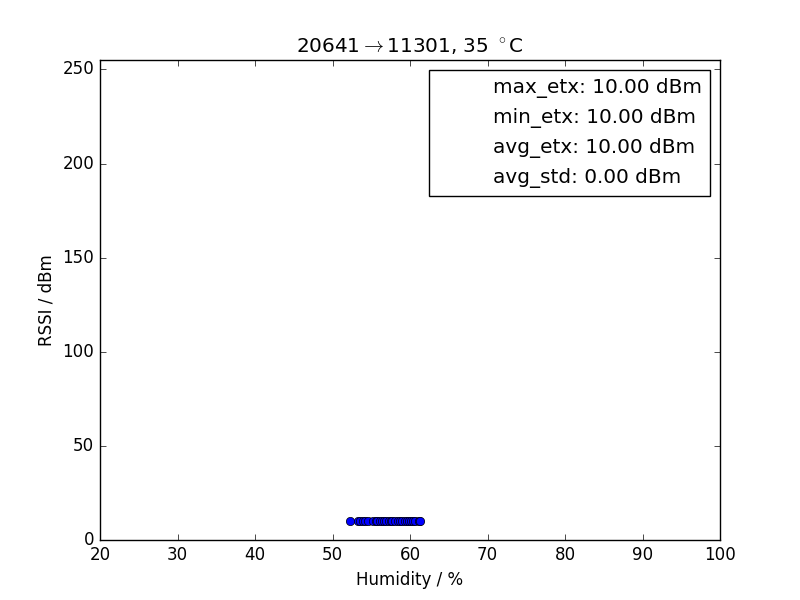 20641→11301, 35 °C
max_etx: 10.00 dBm
min_etx: 10.00 dBm
avg_etx: 10.00 dBm
avg_std: 0.00 dBm
RSSI / dBm
250
200
150
100
50
0
20 30 40 50 60 70 80 90 100
Humidity / %